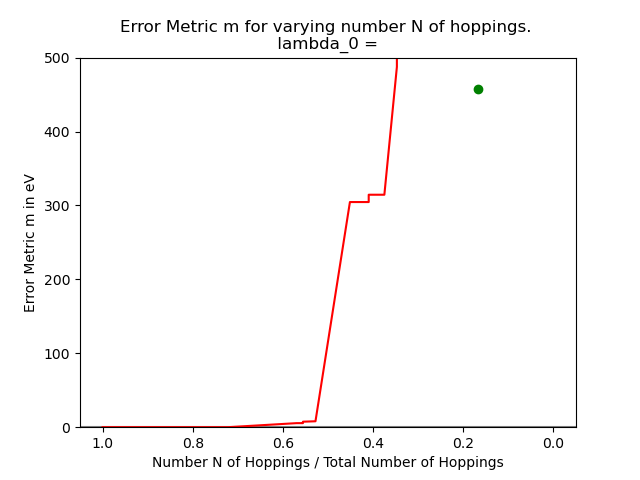 Error Metric m for varying number N of hoppings.
lambda_0 =
500
400
300
200
100
0
Error Metric m in eV
1.0 0.8 0.6 0.4 0.2 0.0
Number N of Hoppings / Total Number of Hoppings